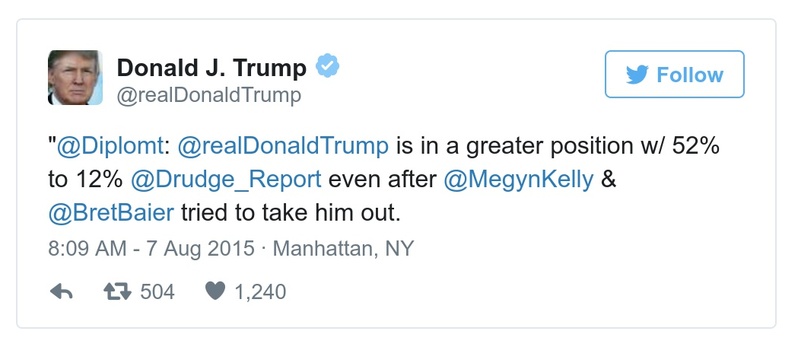 Donald J. Trump
@realDonaldTrump
Follow
"@Diplomt: @realDonaldTrump is in a greater position w/ 52%
to 12% @Drudge_Report even after @MegynKelly &
@BretBaier tried to take him out.
8:09 AM - 7 Aug 2015 · Manhattan, NY
504 1,240